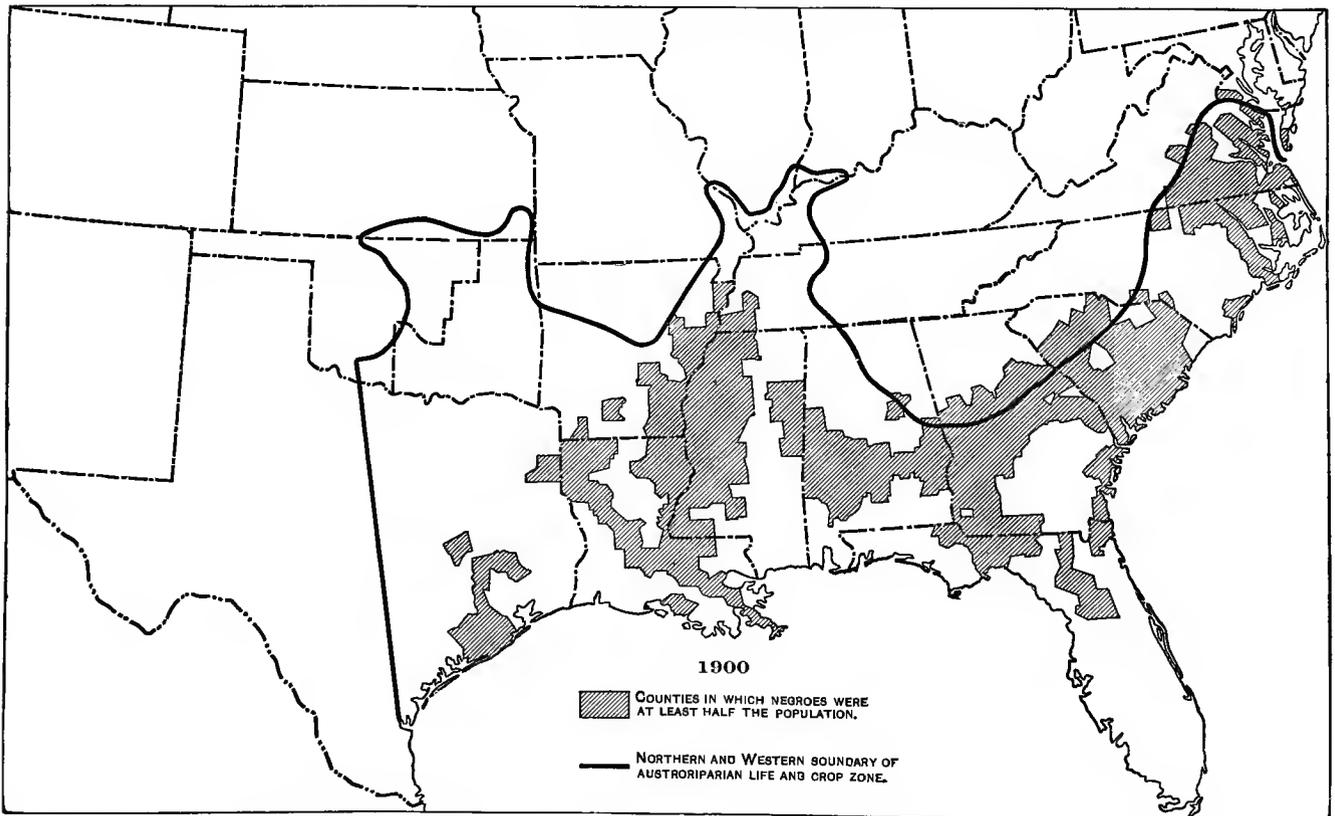 1900
COUNTIES IN WHICH NEGROES WERE
AT LEAST HALF THE POPULATION.
NORTHERN AND WESTERN BOUNDARY OF
AUSTRORIPARIAN LIFE AND CROP ZONE.